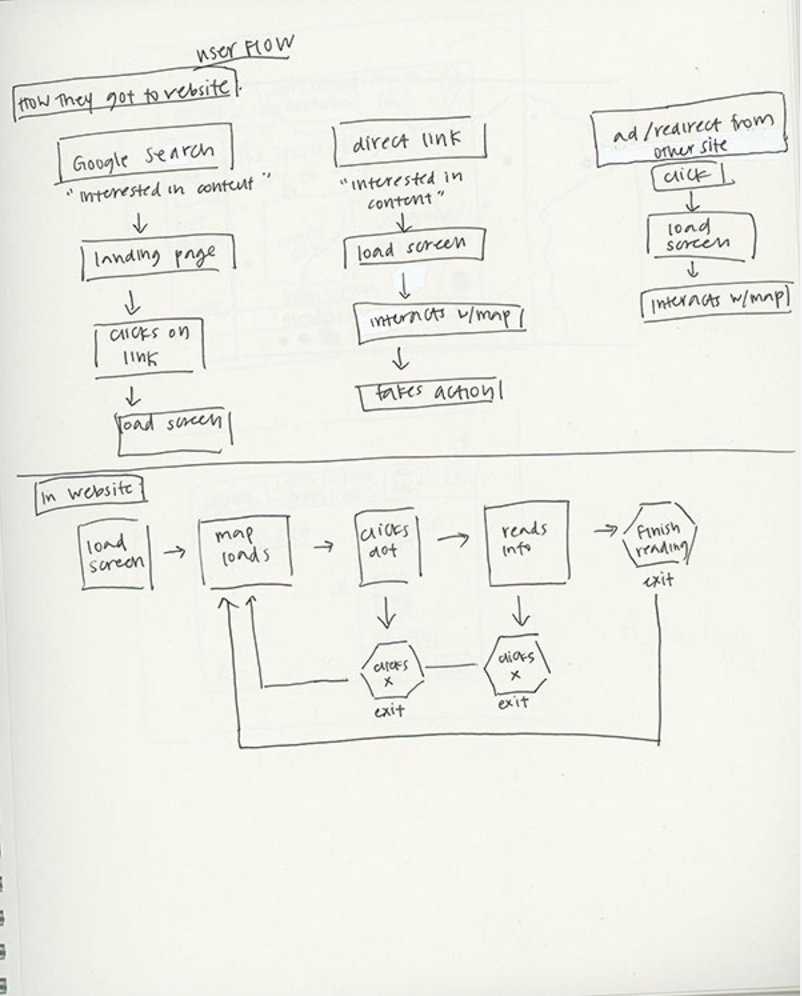 user Flow
How They got to website
Google search
"interested in content"
landing page
clicks on
link
load screen
direct link
"interested in
content"
load screen
interacts w/map
takes action
ad/redirect from
other site
click
load
screen
interacts w/map
In website
load
screen
map
loads
clicks
dot
reads
info
Finish
reading
exit
clicks
x
exit
clicks
x
exit